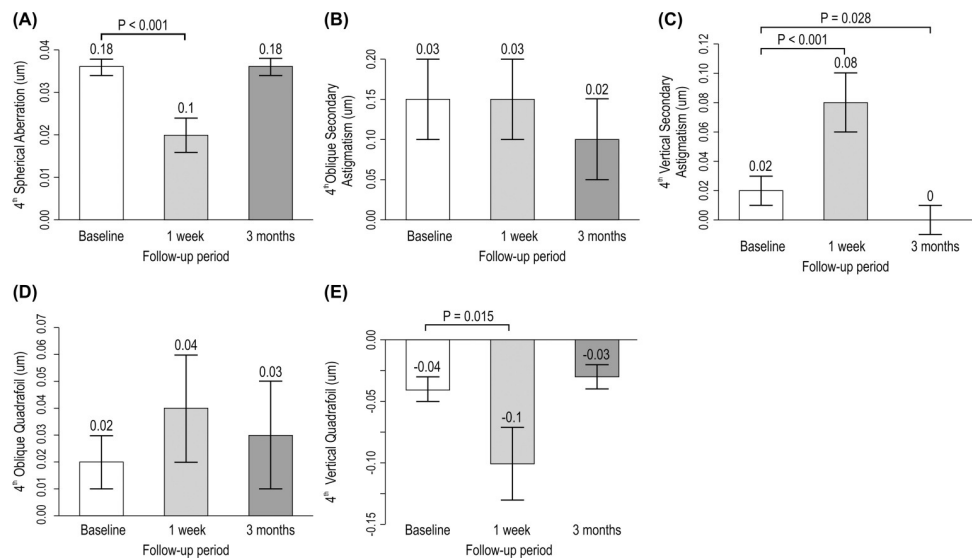 (A)
P < 0.001
0.18
0.1
0.18
0.04
0.03
0.02
0.01
0.00
4th Spherical Aberration (um)
Baseline
1 week
3 months
Follow-up period
(B)
0.03
0.03
0.02
0.20
0.15
0.10
0.05
0.00
4th Oblique Secondary
Astigmatism (um)
Baseline
1 week
3 months
Follow-up period
(C)
P = 0.028
P < 0.001
0.02
0.08
0
0.12
0.10
0.08
0.06
0.04
0.02
0.00
4th Vertical Secondary
Astigmatism (um)
Baseline
1 week
3 months
Follow-up period
(D)
0.02
0.04
0.03
0.07
0.06
0.05
0.04
0.03
0.02
0.01
0.00
4th Oblique Quadrafoil (um)
Baseline
1 week
3 months
Follow-up period
(E)
P = 0.015
-0.04
-0.1
-0.03
0.00
-0.05
-0.10
-0.15
4th Vertical Quadrafoil (um)
Baseline
1 week
3 months
Follow-up period